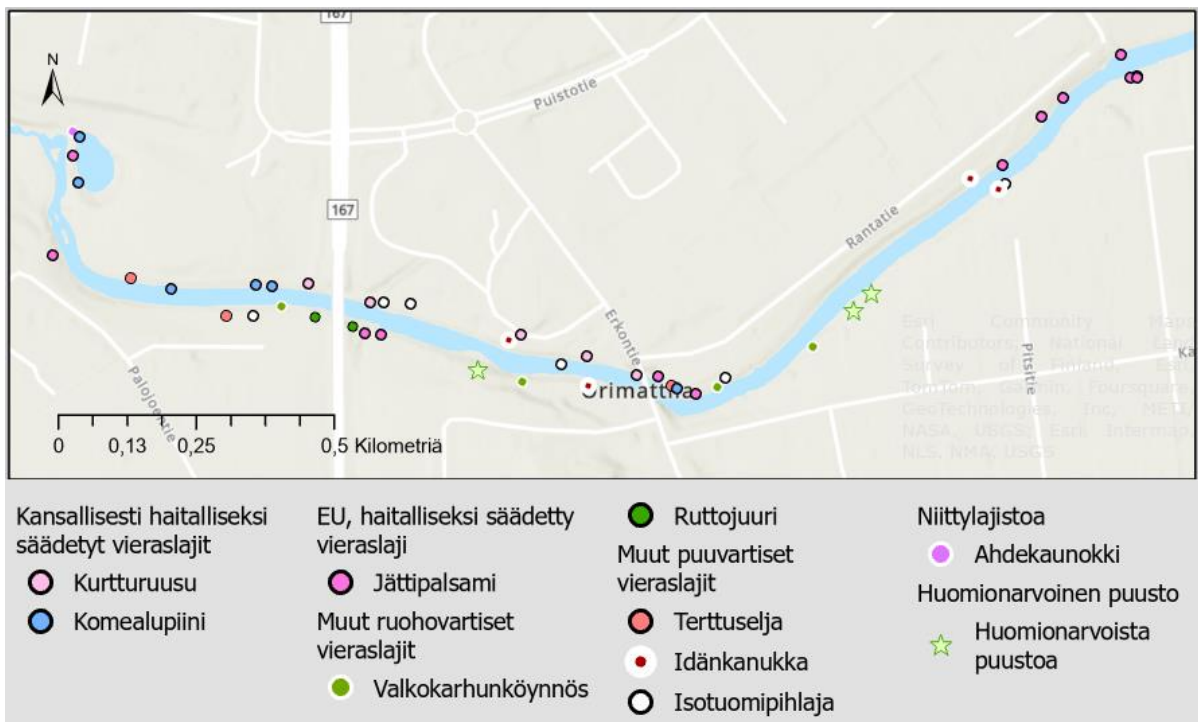 167
N
Puistotie
167
Rantatie
Erkontie
Pitsitie
Ka
Orimattila
Palojoentie
Esri Community Maps
Contributors, National Land
Survey of Finland, Esri,
TomTom, Garmin, Foursquare,
GeoTechnologies, Inc, METI/
NASA, USGS; Esri, Intermap,
NLS, NMA, USGS
0 0,13 0,25 0,5 Kilometriä
Kansallisesti haitalliseksi
säädetyt vieraslajit
Kurtturuusu
Komealupiini
EU, haitalliseksi säädetty
vieraslaji
Jättipalsami
Muut ruohovartiset
vieraslajit
Valkokarhunköynnös
Ruttojuuri
Muut puuvartiset
vieraslajit
Terttuselja
Idänkanukka
Isotuomipihlaja
Niittylajistoa
Ahdekaunokki
Huomionarvoinen puusto
Huomionarvoista
puustoa